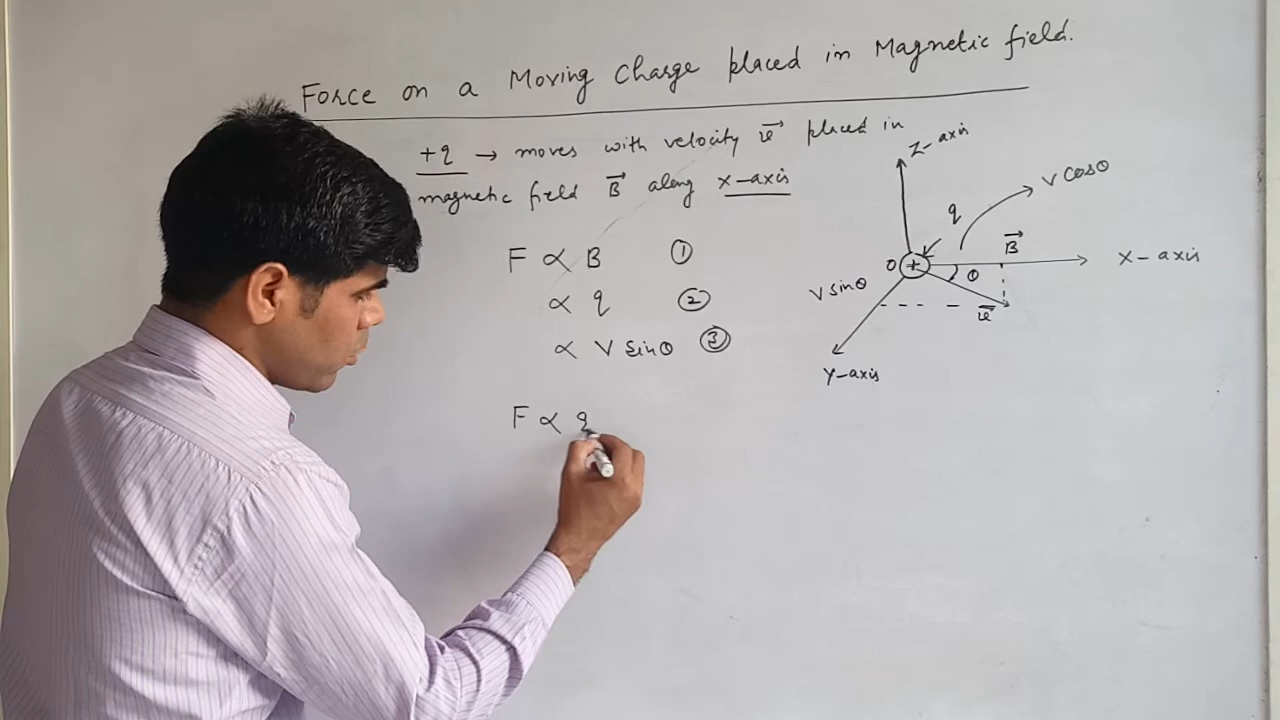 Force on a Moving Charge placed in Magnetic field.
+q → moves with velocity v⃗ placed in
magnetic field B⃗ along x-axis
F ∝ B ①
∝ q ②
∝ V Sinθ ③
F ∝ q
Z-axis
V cosθ
q
B⃗
O + θ X-axis
V sinθ
v⃗
Y-axis